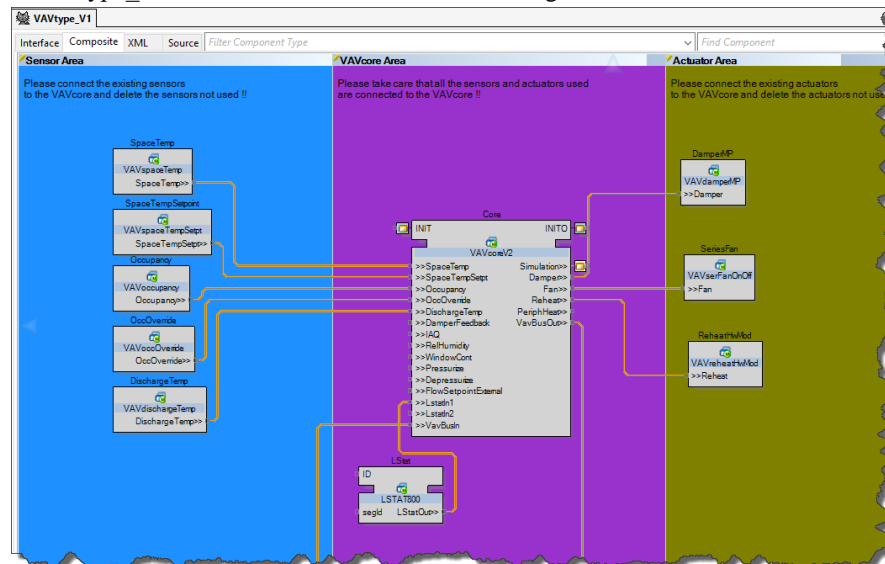 VAVtype_V1
Interface Composite XML Source Filter Component Type Find Component
Sensor Area
Please connect the existing sensors
to the VAVcore and delete the sensors not used !!
SpaceTemp
VAVspaceTemp
SpaceTemp>>
SpaceTempSetpoint
VAVspaceTempSetpt
SpaceTempSetpt>>
Occupancy
VAVoccupancy
Occupancy>>
OccOverride
VAVoccOverride
OccOverride>>
DischargeTemp
VAVdischargeTemp
DischargeTemp>>
VAVcore Area
Please take care that all the sensors and actuators used
are connected to the VAVcore !!
Core
INIT INITO
VAVcoreV2
>>SpaceTemp Simulation>>
>>SpaceTempSetpt Damper>>
>>Occupancy Fan>>
>>OccOverride Reheat>>
>>DischargeTemp PeriphHeat>>
>>DamperFeedback VavBusOut>>
>>IAQ
>>RelHumidity
>>WindowCont
>>Pressurize
>>Depressurize
>>FlowSetpointExternal
>>LstatIn1
>>LstatIn2
>>VavBusIn
LStat
ID
LSTAT800
segId LStatOut>>
Actuator Area
Please connect the existing actuators
to the VAVcore and delete the actuators not use
DamperMP
VAVdamperMP
>>Damper
SeriesFan
VAVserFanOnOff
>>Fan
ReheatHwMod
VAVreheatHwMod
>>Reheat